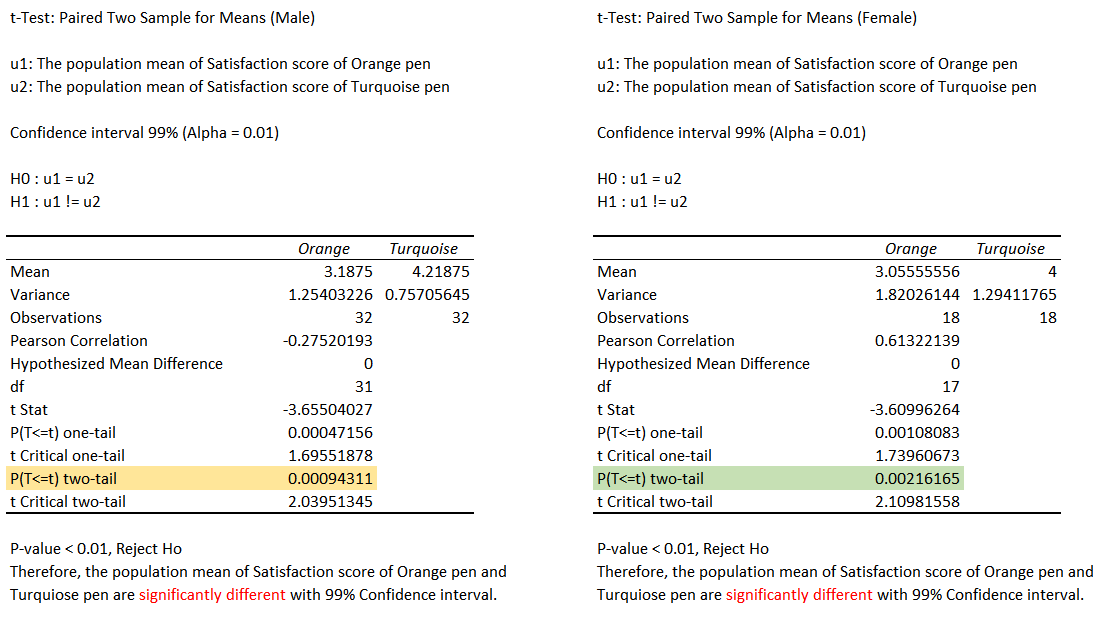 t-Test: Paired Two Sample for Means (Male)
u1: The population mean of Satisfaction score of Orange pen
u2: The population mean of Satisfaction score of Turquoise pen
Confidence interval 99% (Alpha = 0.01)
H0 : u1 = u2
H1 : u1 != u2
Orange Turquoise
Mean 3.1875 4.21875
Variance 1.25403226 0.75705645
Observations 32 32
Pearson Correlation -0.27520193
Hypothesized Mean Difference 0
df 31
t Stat -3.65504027
P(T<=t) one-tail 0.00047156
t Critical one-tail 1.69551878
P(T<=t) two-tail 0.00094311
t Critical two-tail 2.03951345
P-value < 0.01, Reject Ho
Therefore, the population mean of Satisfaction score of Orange pen and
Turquiose pen are significantly different with 99% Confidence interval.
t-Test: Paired Two Sample for Means (Female)
u1: The population mean of Satisfaction score of Orange pen
u2: The population mean of Satisfaction score of Turquoise pen
Confidence interval 99% (Alpha = 0.01)
H0 : u1 = u2
H1 : u1 != u2
Orange Turquoise
Mean 3.05555556 4
Variance 1.82026144 1.29411765
Observations 18 18
Pearson Correlation 0.61322139
Hypothesized Mean Difference 0
df 17
t Stat -3.60996264
P(T<=t) one-tail 0.00108083
t Critical one-tail 1.73960673
P(T<=t) two-tail 0.00216165
t Critical two-tail 2.10981558
P-value < 0.01, Reject Ho
Therefore, the population mean of Satisfaction score of Orange pen and
Turquiose pen are significantly different with 99% Confidence interval.